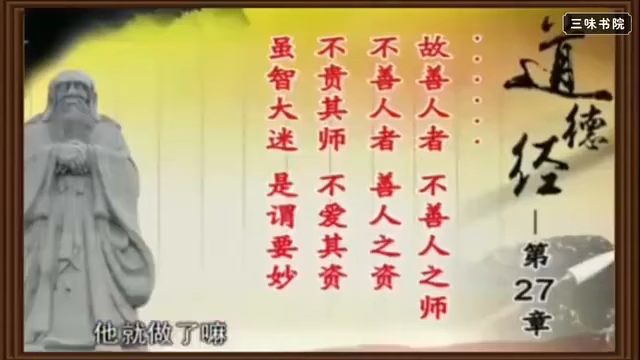 三味书院
道德经
—第27章
······
故善人者 不善人之师
不善人者 善人之资
不贵其师 不爱其资
虽智大迷 是谓要妙
他就做了嘛